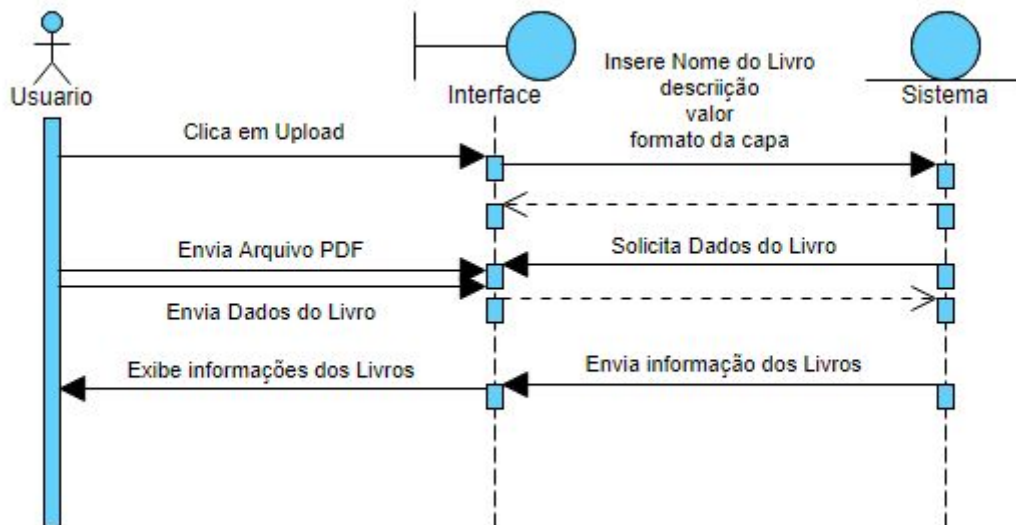 Usuario
Interface
Sistema
Clica em Upload
Insere Nome do Livro
descriição
valor
formato da capa
Envia Arquivo PDF
Solicita Dados do Livro
Envia Dados do Livro
Exibe informações dos Livros
Envia informação dos Livros